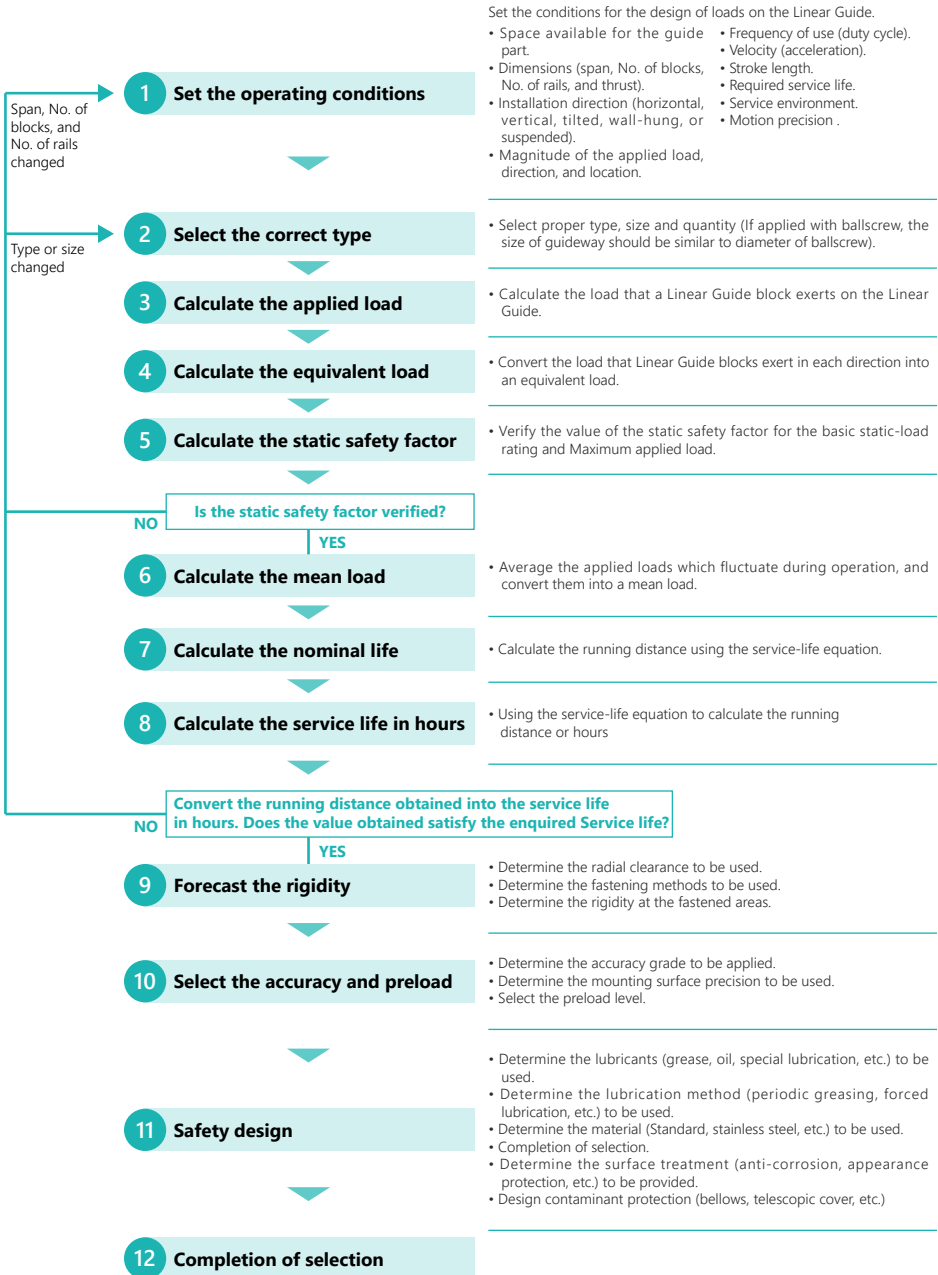 Set the conditions for the design of loads on the Linear Guide.
• Space available for the guide
part.
• Dimensions (span, No. of blocks,
No. of rails, and thrust).
• Installation direction (horizontal,
vertical, tilted, wall-hung, or
suspended).
• Magnitude of the applied load,
direction, and location.
• Frequency of use (duty cycle).
• Velocity (acceleration).
• Stroke length.
• Required service life.
• Service environment.
• Motion precision .
1 Set the operating conditions
Span, No. of
blocks, and
No. of rails
changed
2 Select the correct type
• Select proper type, size and quantity (If applied with ballscrew, the
size of guideway should be similar to diameter of ballscrew).
Type or size
changed
3 Calculate the applied load
• Calculate the load that a Linear Guide block exerts on the Linear
Guide.
4 Calculate the equivalent load
• Convert the load that Linear Guide blocks exert in each direction into
an equivalent load.
5 Calculate the static safety factor
• Verify the value of the static safety factor for the basic static-load
rating and Maximum applied load.
Is the static safety factor verified?
NO
YES
6 Calculate the mean load
• Average the applied loads which fluctuate during operation, and
convert them into a mean load.
7 Calculate the nominal life
• Calculate the running distance using the service-life equation.
8 Calculate the service life in hours
• Using the service-life equation to calculate the running
distance or hours
Convert the running distance obtained into the service life
in hours. Does the value obtained satisfy the enquired Service life?
NO
YES
9 Forecast the rigidity
• Determine the radial clearance to be used.
• Determine the fastening methods to be used.
• Determine the rigidity at the fastened areas.
10 Select the accuracy and preload
• Determine the accuracy grade to be applied.
• Determine the mounting surface precision to be used.
• Select the preload level.
11 Safety design
• Determine the lubricants (grease, oil, special lubrication, etc.) to be
used.
• Determine the lubrication method (periodic greasing, forced
lubrication, etc.) to be used.
• Determine the material (Standard, stainless steel, etc.) to be used.
• Completion of selection.
• Determine the surface treatment (anti-corrosion, appearance
protection, etc.) to be provided.
• Design contaminant protection (bellows, telescopic cover, etc.)
12 Completion of selection